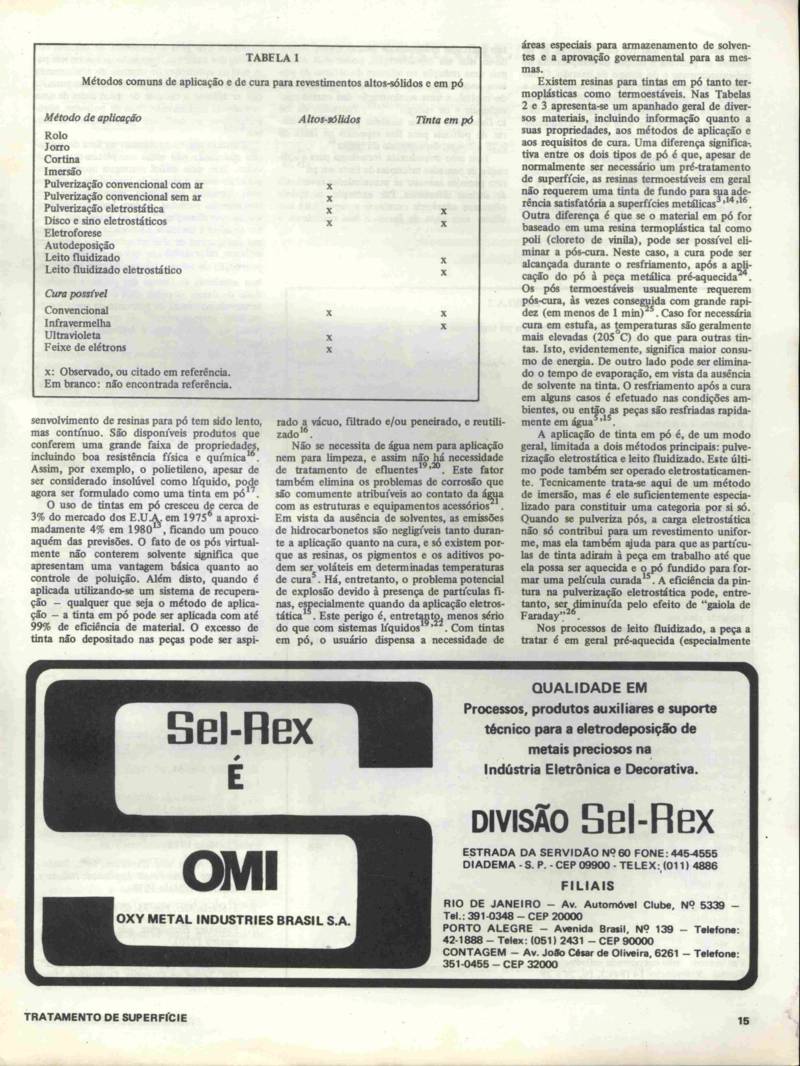 TABELA I
Métodos comuns de aplicação e de cura para revestimentos altos-sólidos e em pó
Método de aplicação Altos-sólidos Tinta em pó
Rolo
Jorro
Cortina
Imersão
Pulverização convencional com ar x
Pulverização convencional sem ar x
Pulverização eletrostática x x
Disco e sino eletrostáticos x x
Eletroforese
Autodeposição
Leito fluidizado x
Leito fluidizado eletrostático x
Cura possível
Convencional x x
Infravermelha x
Ultravioleta x
Feixe de elétrons x
x: Observado, ou citado em referência.
Em branco: não encontrada referência.
senvolvimento de resinas para pó tem sido lento,
mas contínuo. São disponíveis produtos que
conferem uma grande faixa de propriedades,
incluindo boa resistência física e química16.
Assim, por exemplo, o polietileno, apesar de
ser considerado insolúvel como líquido, pode
agora ser formulado como uma tinta em pó17.
O uso de tintas em pó cresceu de cerca de
3% do mercado dos E.U.A. em 19756 a aproxi-
madamente 4% em 198013, ficando um pouco
aquém das previsões. O fato de os pós virtual-
mente não conterem solvente significa que
apresentam uma vantagem básica quanto ao
controle de poluição. Além disto, quando é
aplicada utilizando-se um sistema de recupera-
ção — qualquer que seja o método de aplica-
ção — a tinta em pó pode ser aplicada com até
99% de eficiência de material. O excesso de
tinta não depositado nas peças pode ser aspi-
rado a vácuo, filtrado e/ou peneirado, e reutili-
zado16.
Não se necessita de água nem para aplicação
nem para limpeza, e assim não há necessidade
de tratamento de efluentes19,20. Este fator
também elimina os problemas de corrosão que
são comumente atribuíveis ao contato da água
com as estruturas e equipamentos acessórios21.
Em vista da ausência de solventes, as emissões
de hidrocarbonetos são negligíveis tanto duran-
te a aplicação quanto na cura, e só existem por-
que as resinas, os pigmentos e os aditivos po-
dem ser voláteis em determinadas temperaturas
de cura5. Há, entretanto, o problema potencial
de explosão devido à presença de partículas fi-
nas, especialmente quando da aplicação eletros-
tática18. Este perigo é, entretanto, menos sério
do que com sistemas líquidos19,22. Com tintas
em pó, o usuário dispensa a necessidade de
áreas especiais para armazenamento de solven-
tes e a aprovação governamental para as mes-
mas.
Existem resinas para tintas em pó tanto ter-
moplásticas como termoestáveis. Nas Tabelas
2 e 3 apresenta-se um apanhado geral de diver-
sos materiais, incluindo informação quanto a
suas propriedades, aos métodos de aplicação e
aos requisitos de cura. Uma diferença significa-
tiva entre os dois tipos de pó é que, apesar de
normalmente ser necessário um pré-tratamento
de superfície, as resinas termoestáveis em geral
não requerem uma tinta de fundo para sua ade-
rência satisfatória a superfícies metálicas3,14,16.
Outra diferença é que se o material em pó for
baseado em uma resina termoplástica tal como
poli (cloreto de vinila), pode ser possível eli-
minar a pós-cura. Neste caso, a cura pode ser
alcançada durante o resfriamento, após a apli-
cação do pó à peça metálica pré-aquecida24.
Os pós termoestáveis usualmente requerem
pós-cura, às vezes conseguida com grande rapi-
dez (em menos de 1 min)25. Caso for necessária
cura em estufa, as temperaturas são geralmente
mais elevadas (205°C) do que para outras tin-
tas. Isto, evidentemente, significa maior consu-
mo de energia. De outro lado pode ser elimina-
do o tempo de evaporação, em vista da ausência
de solvente na tinta. O resfriamento após a cura
em alguns casos é efetuado nas condições am-
bientes, ou então as peças são resfriadas rapida-
mente em água5,15.
A aplicação de tinta em pó é, de um modo
geral, limitada a dois métodos principais: pulve-
rização eletrostática e leito fluidizado. Este últi-
mo pode também ser operado eletrostaticamen-
te. Tecnicamente trata-se aqui de um método
de imersão, mas é ele suficientemente especia-
lizado para constituir uma categoria por si só.
Quando se pulveriza pós, a carga eletrostática
não só contribui para um revestimento unifor-
me, mas ela também ajuda para que as partícu-
las de tinta adiram à peça em trabalho até que
ela possa ser aquecida e o pó fundido para for-
mar uma película curada15. A eficiência da pin-
tura na pulverização eletrostática pode, entre-
tanto, ser diminuída pelo efeito de "gaiola de
Faraday"26.
Nos processos de leito fluidizado, a peça a
tratar é em geral pré-aquecida (especialmente
Sel-Rex
É
OMI
OXY METAL INDUSTRIES BRASIL S.A.
QUALIDADE EM
Processos, produtos auxiliares e suporte
técnico para a eletrodeposição de
metais preciosos na
Indústria Eletrônica e Decorativa.
DIVISÃO Sel-Rex
ESTRADA DA SERVIDÃO Nº 60 FONE: 445-4555
DIADEMA - S. P. - CEP 09900 - TELEX: (011) 4886
FILIAIS
RIO DE JANEIRO — Av. Automóvel Clube, Nº 5339 —
Tel.: 391-0348 — CEP 20000
PORTO ALEGRE — Avenida Brasil, Nº 139 — Telefone:
42-1888 — Telex: (051) 2431 — CEP 90000
CONTAGEM — Av. João César de Oliveira, 6261 — Telefone:
351-0455 — CEP 32000
TRATAMENTO DE SUPERFÍCIE 15